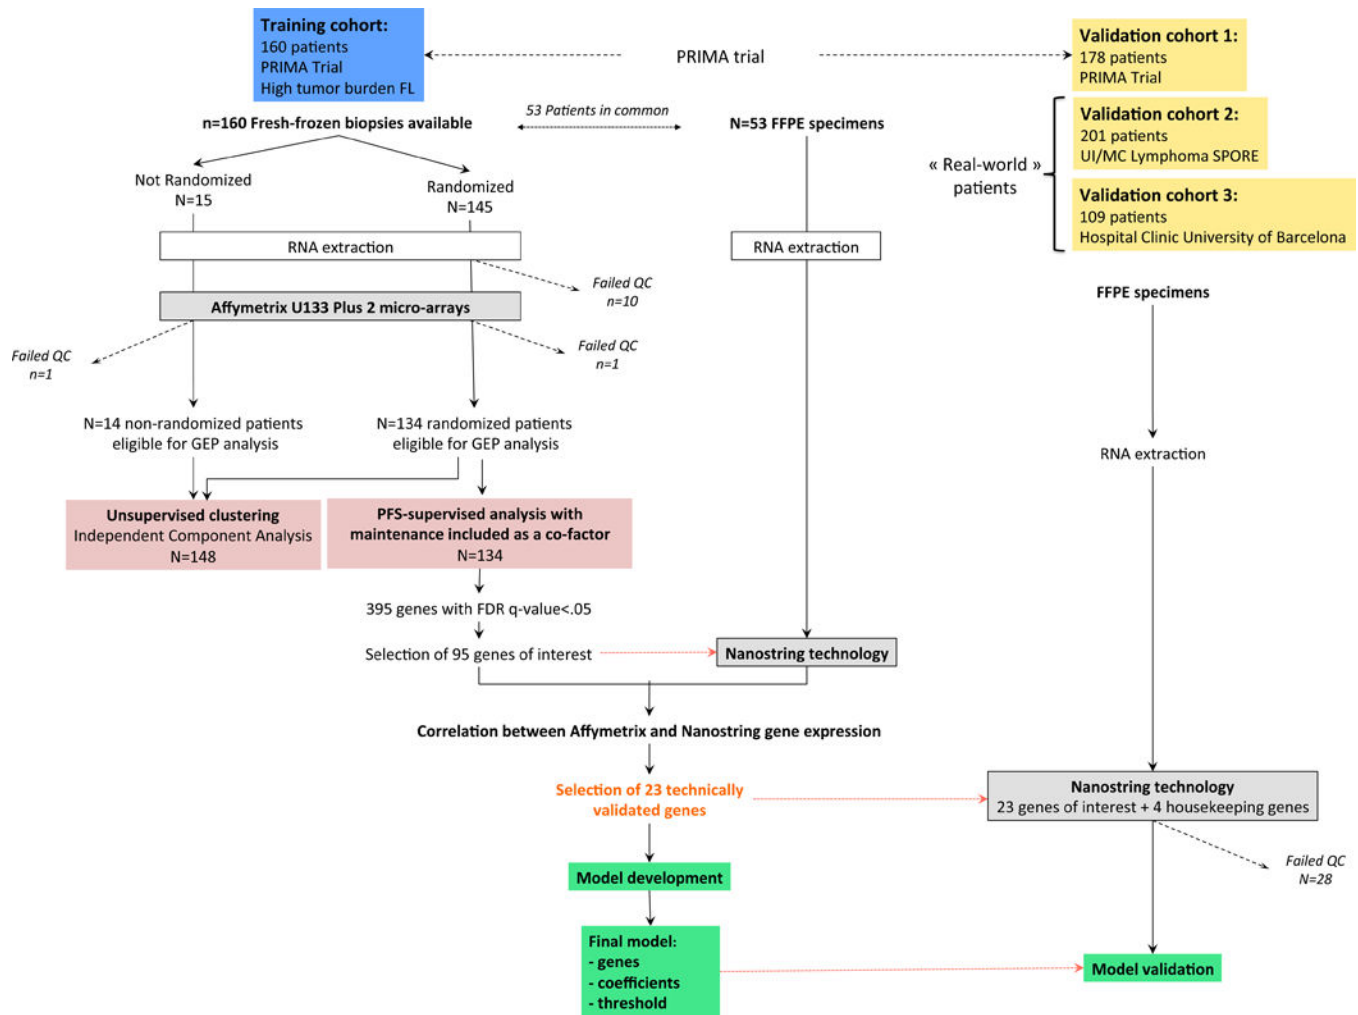 Training cohort:
160 patients
PRIMA Trial
High tumor burden FL
PRIMA trial
Validation cohort 1:
178 patients
PRIMA Trial
Validation cohort 2:
201 patients
UI/MC Lymphoma SPORE
Validation cohort 3:
109 patients
Hospital Clinic University of Barcelona
« Real-world »
patients
n=160 Fresh-frozen biopsies available
53 Patients in common
N=53 FFPE specimens
Not Randomized
N=15
Randomized
N=145
RNA extraction
RNA extraction
Failed QC
n=10
Affymetrix U133 Plus 2 micro-arrays
Failed QC
n=1
Failed QC
n=1
FFPE specimens
N=14 non-randomized patients
eligible for GEP analysis
N=134 randomized patients
eligible for GEP analysis
RNA extraction
Unsupervised clustering
Independent Component Analysis
N=148
PFS-supervised analysis with
maintenance included as a co-factor
N=134
395 genes with FDR q-value<.05
Selection of 95 genes of interest
Nanostring technology
Correlation between Affymetrix and Nanostring gene expression
Selection of 23 technically
validated genes
Nanostring technology
23 genes of interest + 4 housekeeping genes
Failed QC
N=28
Model development
Final model:
- genes
- coefficients
- threshold
Model validation